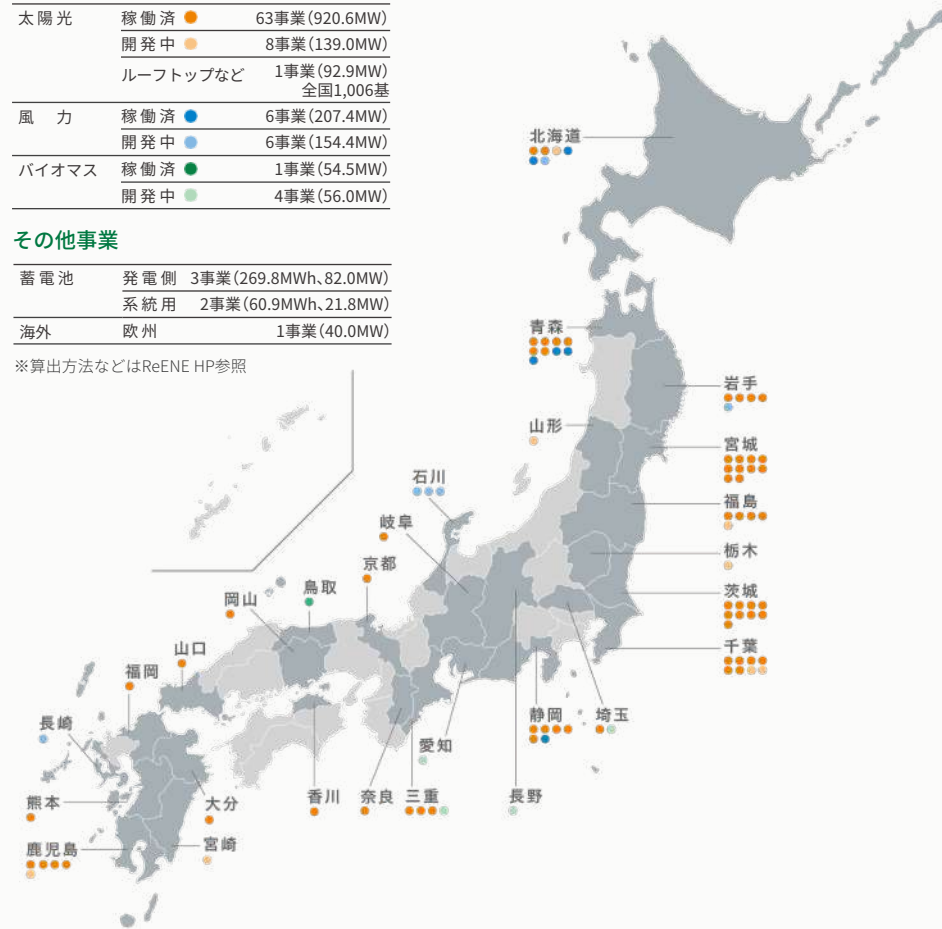 太陽光 稼働済 63事業(920.6MW)
開発中 8事業(139.0MW)
ルーフトップなど 1事業(92.9MW)
全国1,006基
風 力 稼働済 6事業(207.4MW)
開発中 6事業(154.4MW)
バイオマス 稼働済 1事業(54.5MW)
開発中 4事業(56.0MW)
その他事業
蓄電池 発電側 3事業(269.8MWh、82.0MW)
系統用 2事業(60.9MWh、21.8MW)
海外 欧州 1事業(40.0MW)
※算出方法などはReENE HP参照
北海道
青森
岩手
山形
宮城
石川
福島
岐阜
栃木
京都
鳥取
茨城
岡山
山口
千葉
福岡
長崎
静岡
埼玉
愛知
熊本
大分
香川
奈良
三重
長野
鹿児島
宮崎